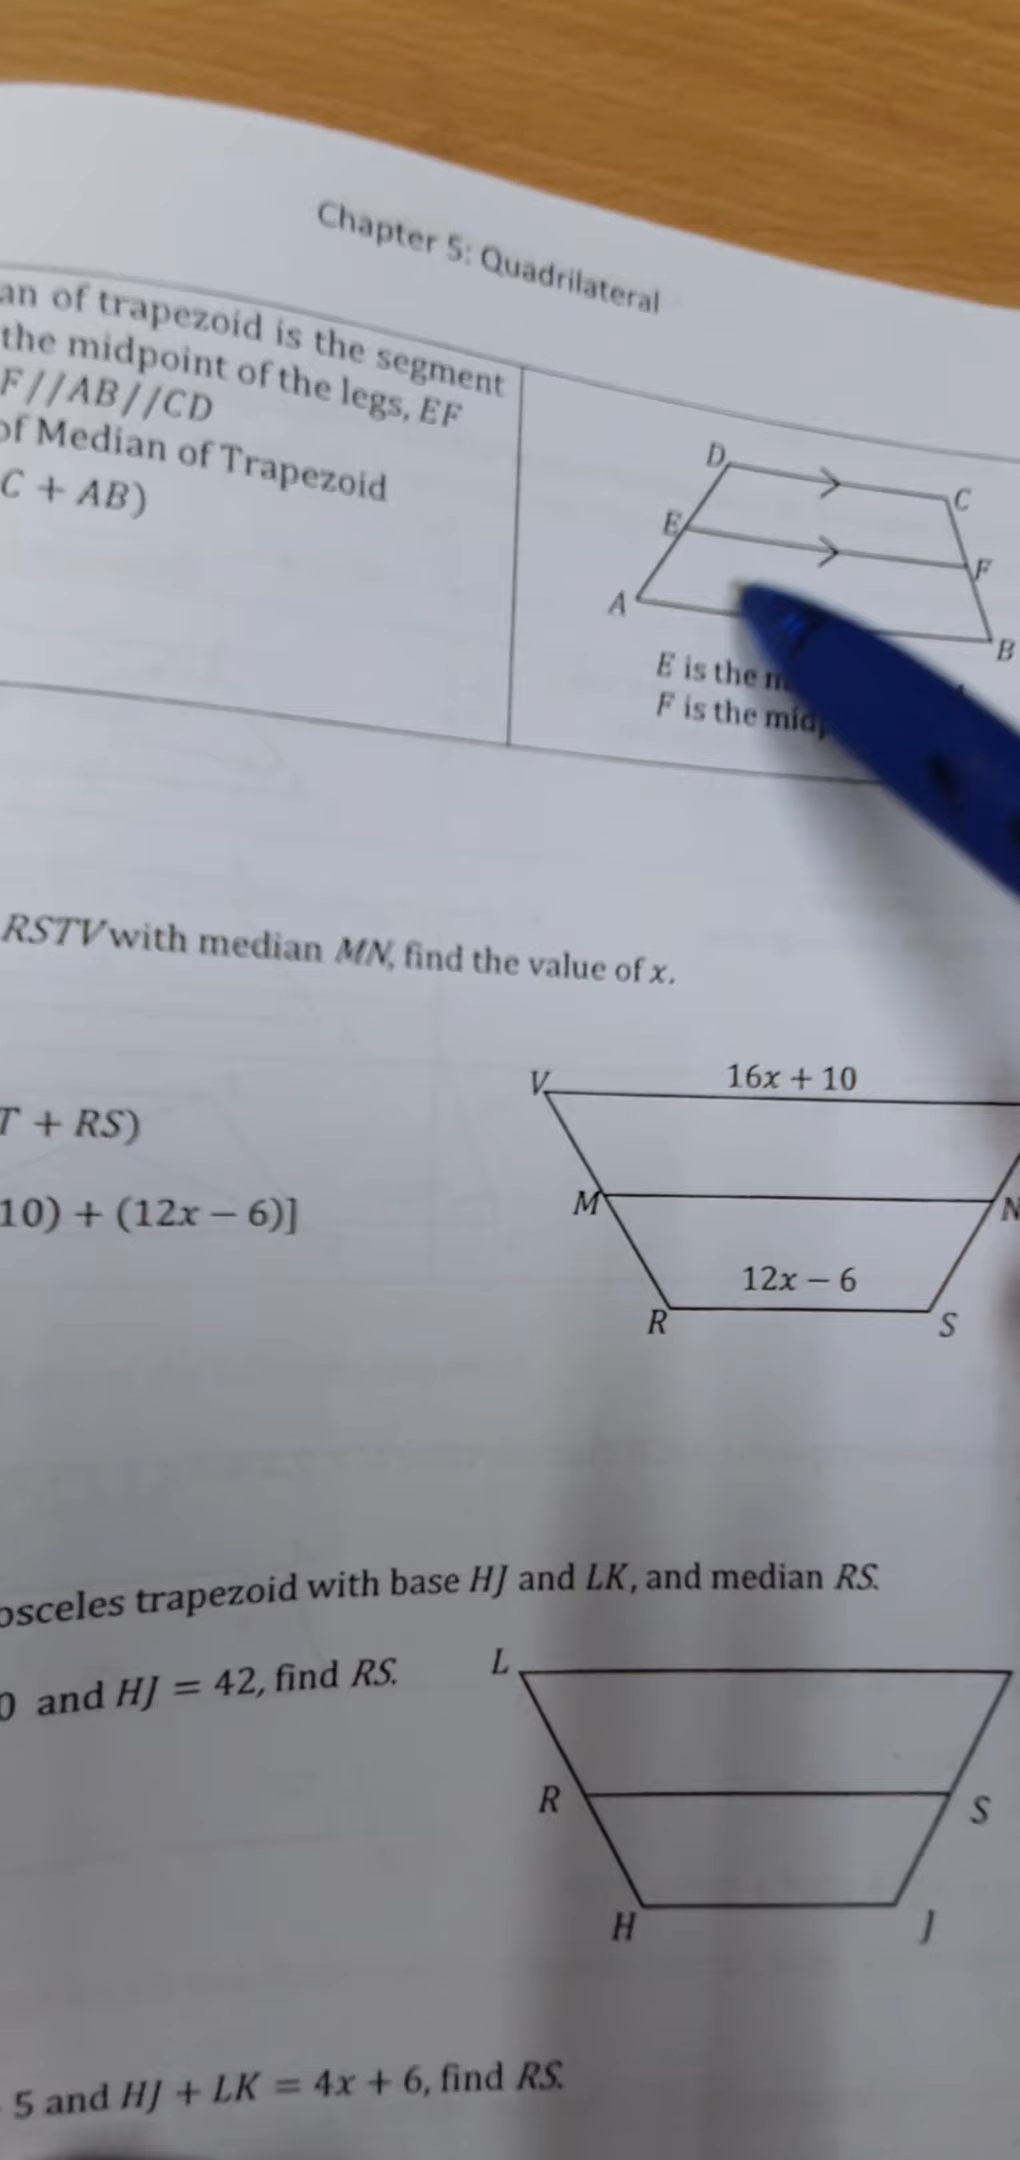 Chapter 5: Quadrilateral
an of trapezoid is the segment
the midpoint of the legs, EF
F//AB//CD
of Median of Trapezoid
C + AB)
D
C
E
F
A
B
E is the
F is the
RSTV with median MN, find the value of x.
V
16x + 10
T + RS)
M
N
10) + (12x – 6)]
12x – 6
R
S
osceles trapezoid with base HJ and LK, and median RS.
0 and HJ = 42, find RS.
L
R
S
H
J
5 and HJ + LK = 4x + 6, find RS.